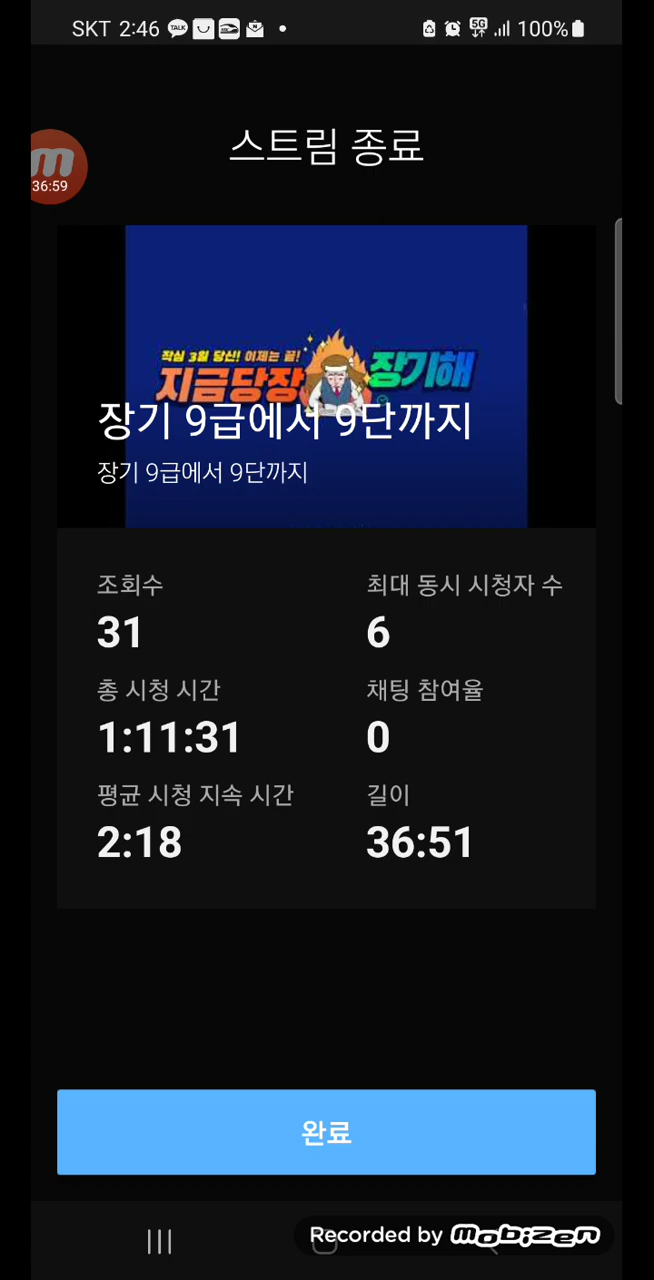 SKT 2:46 TALK N 5G 100%
스트림 종료
m
36:59
작심 3일 당신! 이제는 끝!
지금당장 장기해
장기 9급에서 9단까지
장기 9급에서 9단까지
조회수 최대 동시 시청자 수
31 6
총 시청 시간 채팅 참여율
1:11:31 0
평균 시청 지속 시간 길이
2:18 36:51
완료
Recorded by mobizen